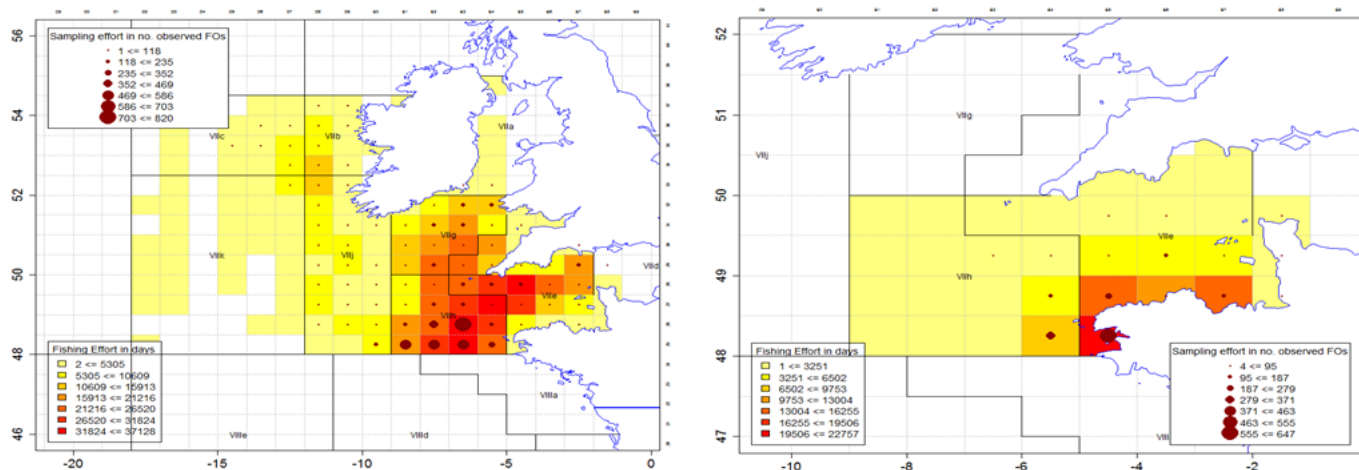 Sampling effort in no. observed FOs
1 <= 118
118 <= 235
235 <= 352
352 <= 469
469 <= 586
586 <= 703
703 <= 820
56
54
52
50
48
46
VIIa
VIIc
VIIb
VIIg
VIIk
VIIj
VIId
VIIe
VIIh
VIIIa
VIIIe
VIIId
Fishing Effort in days
2 <= 5305
5305 <= 10609
10609 <= 15913
15913 <= 21216
21216 <= 26520
26520 <= 31824
31824 <= 37128
-20
-15
-10
-5
0
52
51
50
49
48
47
VIIg
VIIj
VIIe
VIIh
Fishing Effort in days
1 <= 3251
3251 <= 6502
6502 <= 9753
9753 <= 13004
13004 <= 16255
16255 <= 19506
19506 <= 22757
Sampling effort in no. observed FOs
4 <= 95
95 <= 187
187 <= 279
279 <= 371
371 <= 463
463 <= 555
555 <= 647
-10
-8
-6
-4
-2